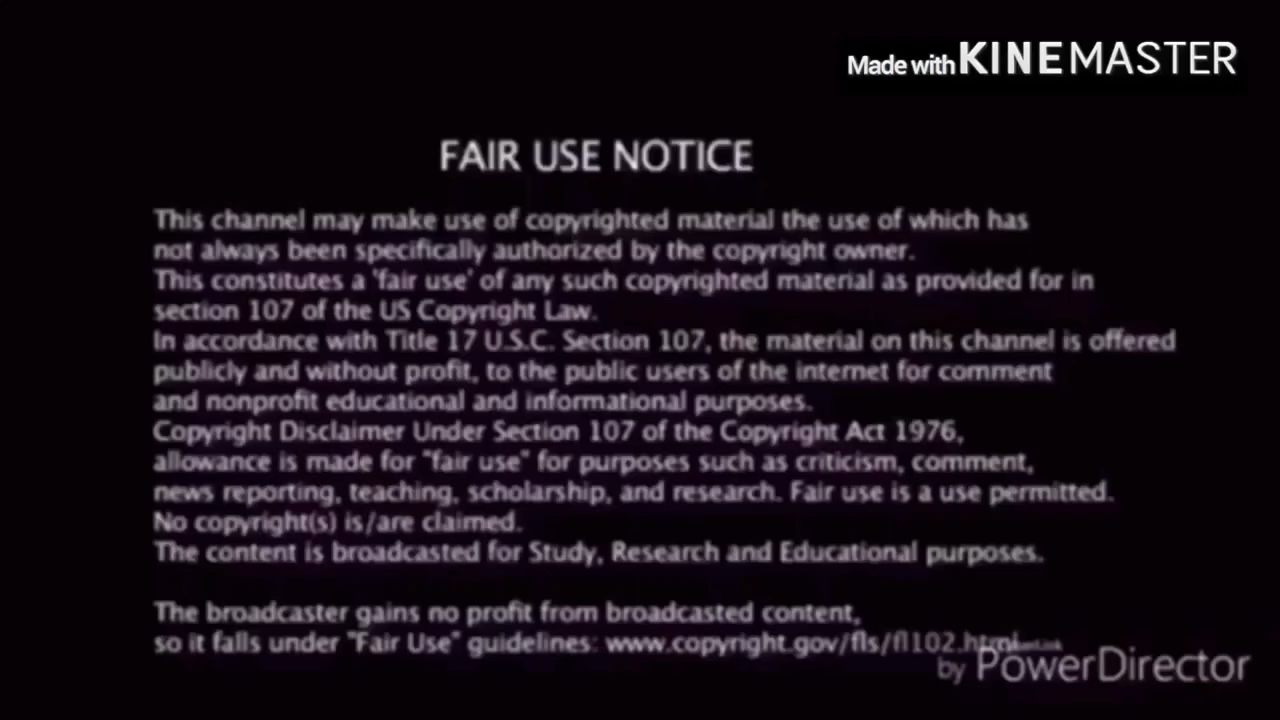 Made with KINEMASTER
FAIR USE NOTICE
This channel may make use of copyrighted material the use of which has
not always been specifically authorized by the copyright owner.
This constitutes a 'fair use' of any such copyrighted material as provided for in
section 107 of the US Copyright Law.
In accordance with Title 17 U.S.C. Section 107, the material on this channel is offered
publicly and without profit, to the public users of the internet for comment
and nonprofit educational and informational purposes.
Copyright Disclaimer Under Section 107 of the Copyright Act 1976,
allowance is made for "fair use" for purposes such as criticism, comment,
news reporting, teaching, scholarship, and research. Fair use is a use permitted.
No copyright(s) is/are claimed.
The content is broadcasted for Study, Research and Educational purposes.
The broadcaster gains no profit from broadcasted content,
so it falls under "Fair Use" guidelines: www.copyright.gov/fls/fl102.html
by PowerDirector